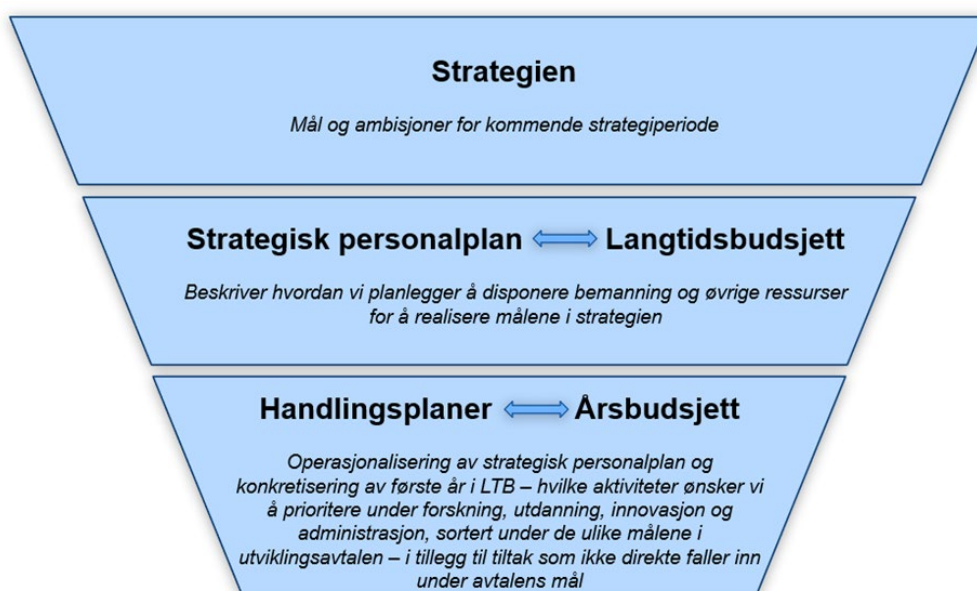 Strategien
Mål og ambisjoner for kommende strategiperiode
Strategisk personalplan Langtidsbudsjett
Beskriver hvordan vi planlegger å disponere bemanning og øvrige ressurser
for å realisere målene i strategien
Handlingsplaner Årsbudsjett
Operasjonalisering av strategisk personalplan og
konkretisering av første år i LTB – hvilke aktiviteter ønsker vi
å prioritere under forskning, utdanning, innovasjon og
administrasjon, sortert under de ulike målene i
utviklingsavtalen – i tillegg til tiltak som ikke direkte faller inn
under avtalens mål